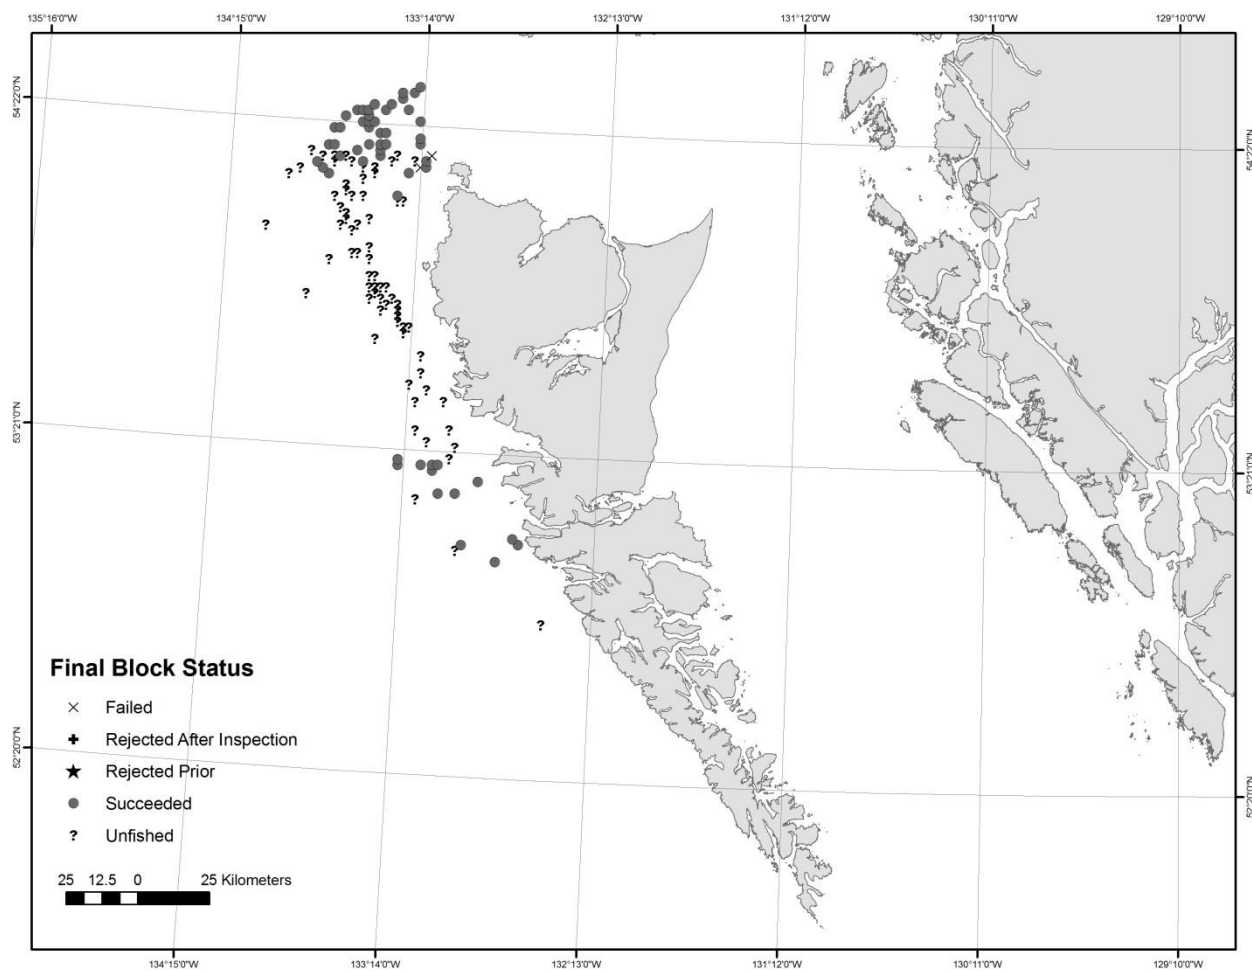 135°16'0"W 134°15'0"W 133°14'0"W 132°13'0"W 131°12'0"W 130°11'0"W 129°10'0"W
54°22'0"N
54°22'0"N
53°21'0"N
53°21'0"N
52°20'0"N
52°20'0"N
Final Block Status
Failed
Rejected After Inspection
Rejected Prior
Succeeded
? Unfished
25 12.5 0 25 Kilometers
134°15'0"W 133°14'0"W 132°13'0"W 131°12'0"W 130°11'0"W 129°10'0"W